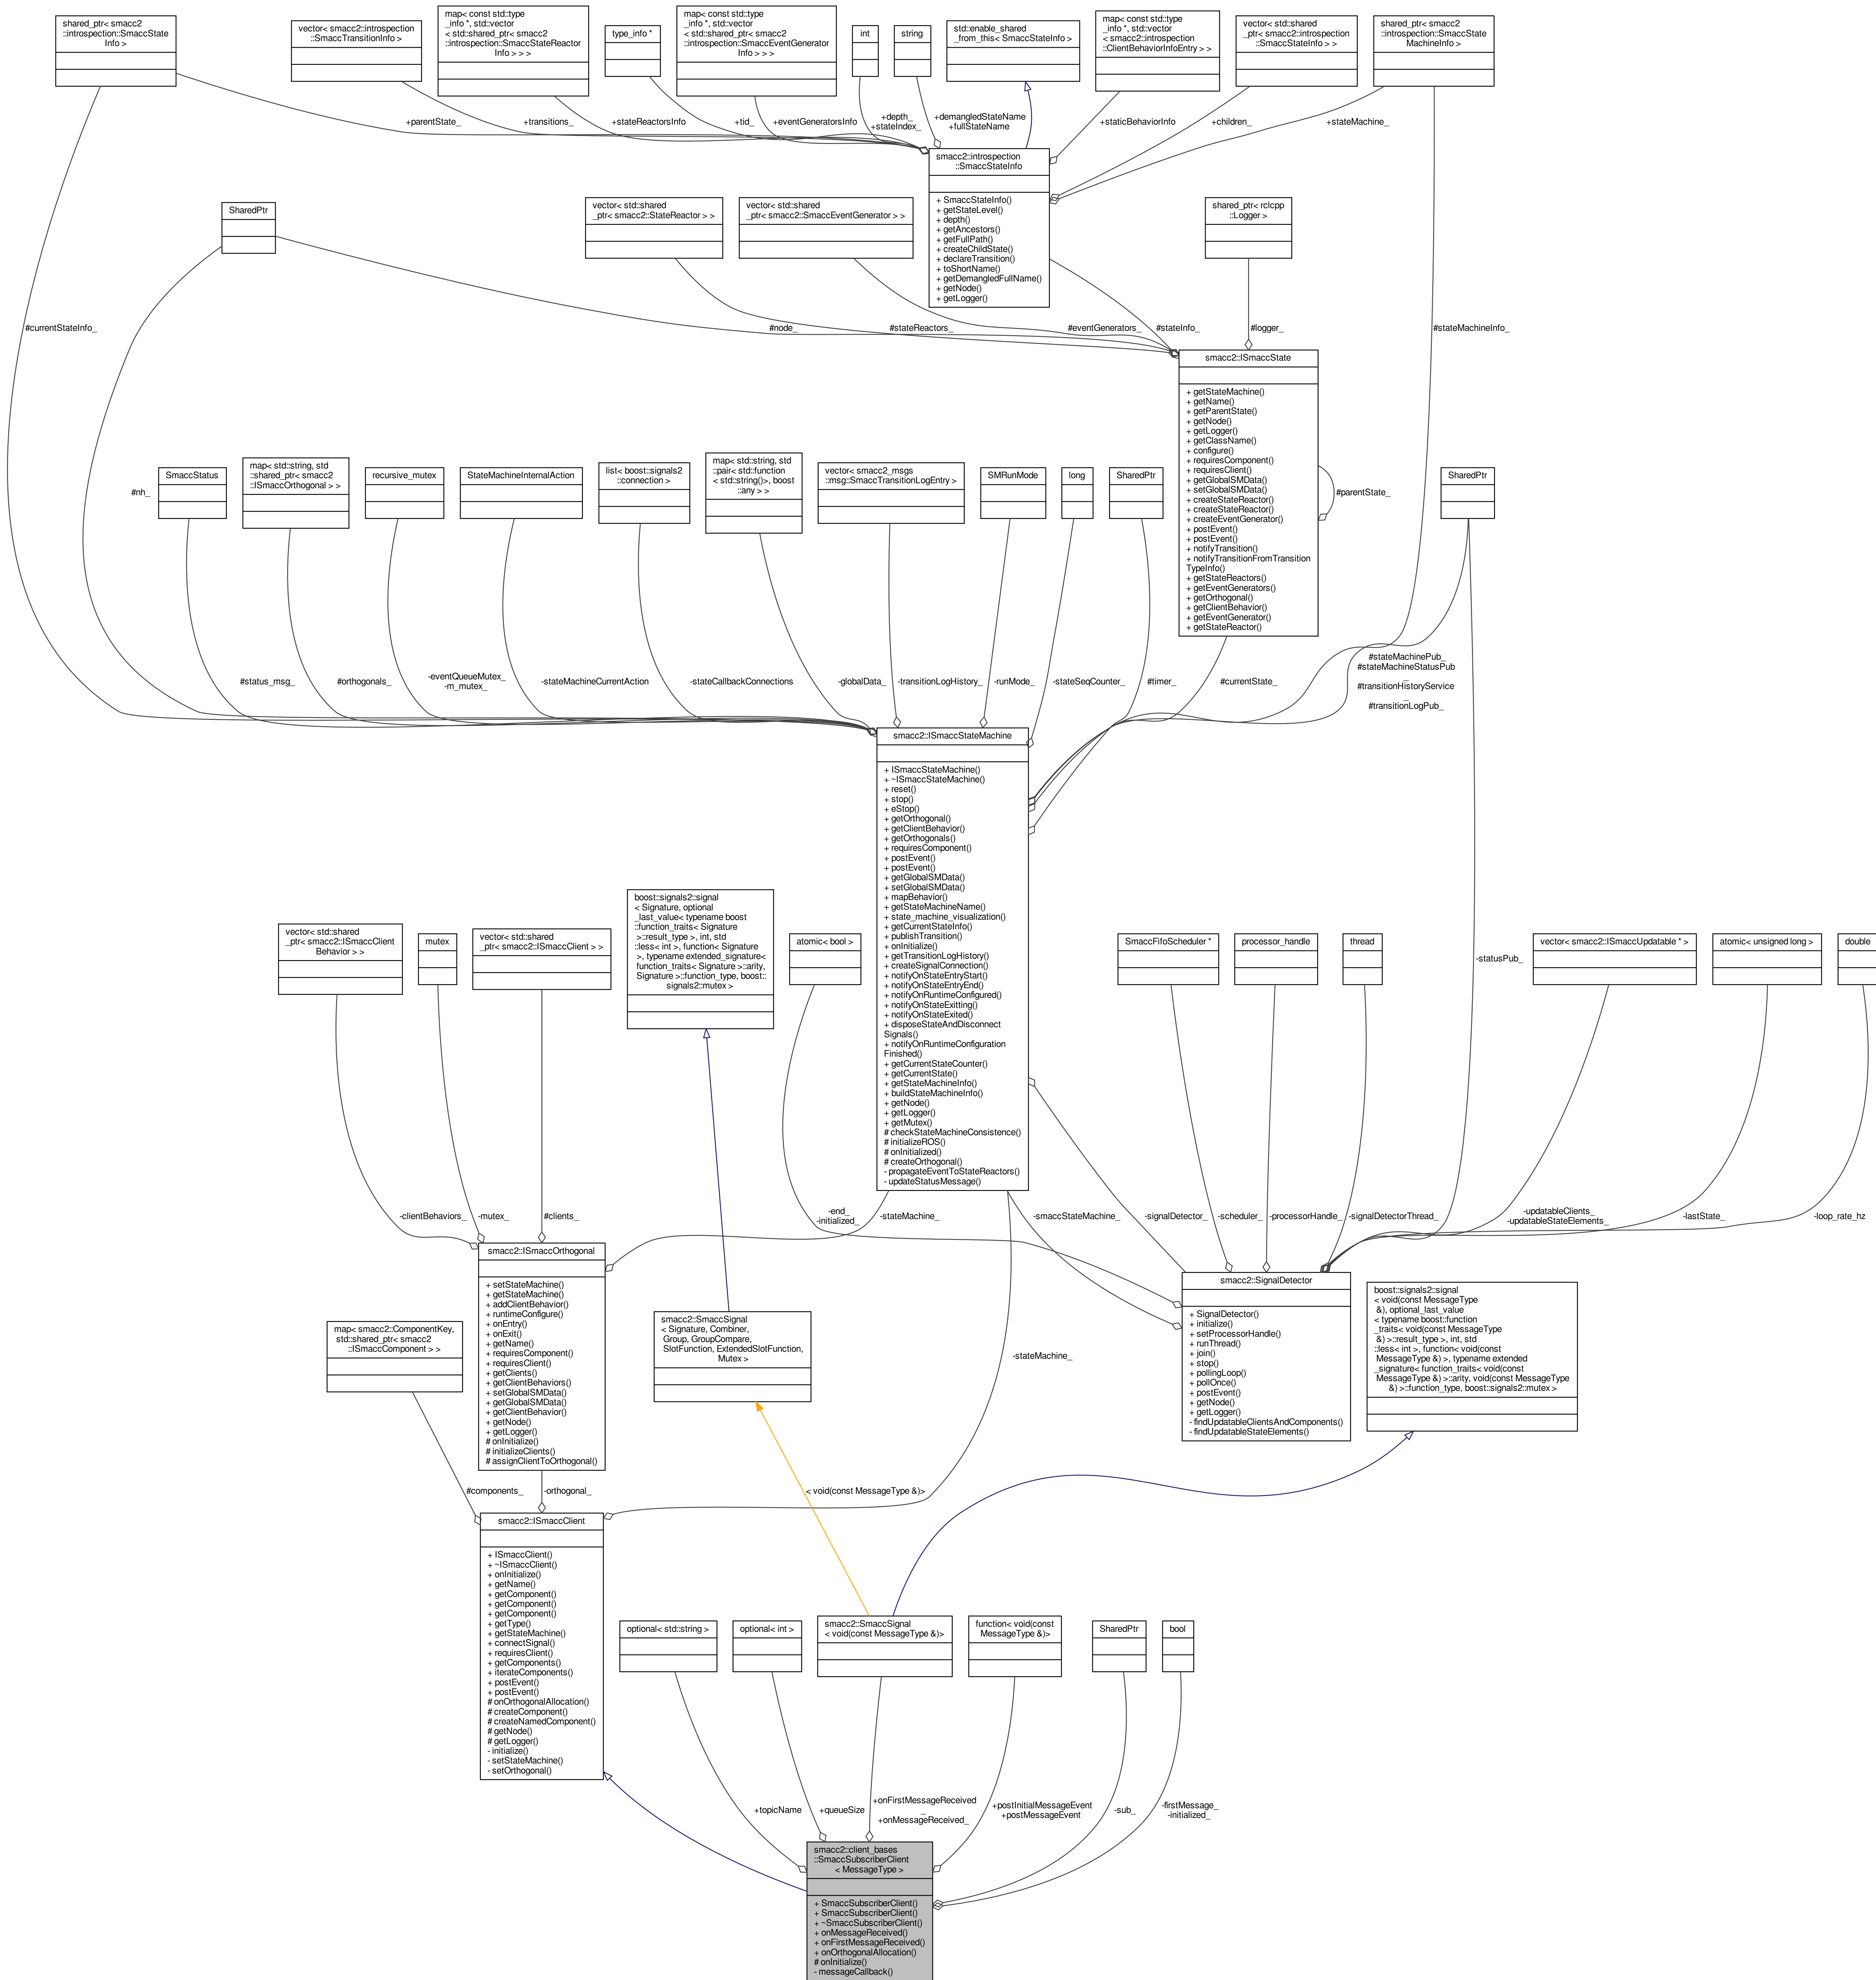 shared_ptr< smacc2
::introspection::SmaccState
Info >
vector< smacc2::introspection
::SmaccTransitionInfo >
map< const std::type
_info *, std::vector
< std::shared_ptr< smacc2
::introspection::SmaccStateReactor
Info > > >
type_info *
map< const std::type
_info *, std::vector
< std::shared_ptr< smacc2
::introspection::SmaccEventGenerator
Info > > >
int
string
std::enable_shared
_from_this< SmaccStateInfo >
map< const std::type
_info *, std::vector
< smacc2::introspection
::ClientBehaviorInfoEntry > >
vector< std::shared
_ptr< smacc2::introspection
::SmaccStateInfo > >
shared_ptr< smacc2
::introspection::SmaccState
MachineInfo >
+parentState_
+transitions_
+stateReactorsInfo
+tid_
+eventGeneratorsInfo
+depth_
+stateIndex_
+demangledStateName
+fullStateName
+staticBehaviorInfo
+children_
+stateMachine_
smacc2::introspection
::SmaccStateInfo
+ SmaccStateInfo()
+ getStateLevel()
+ depth()
+ getAncestors()
+ getFullPath()
+ createChildState()
+ declareTransition()
+ toShortName()
+ getDemangledFullName()
+ getNode()
+ getLogger()
SharedPtr
vector< std::shared
_ptr< smacc2::StateReactor > >
vector< std::shared
_ptr< smacc2::SmaccEventGenerator > >
shared_ptr< rclcpp
::Logger >
#currentStateInfo_
#node_
#stateReactors_
#eventGenerators_
#stateInfo_
#logger_
#stateMachineInfo_
smacc2::ISmaccState
+ getStateMachine()
+ getName()
+ getParentState()
+ getNode()
+ getLogger()
+ getClassName()
+ configure()
+ requiresComponent()
+ requiresClient()
+ getGlobalSMData()
+ setGlobalSMData()
+ createStateReactor()
+ createStateReactor()
+ createEventGenerator()
+ postEvent()
+ postEvent()
+ notifyTransition()
+ notifyTransitionFromTransition
TypeInfo()
+ getStateReactors()
+ getEventGenerators()
+ getOrthogonal()
+ getClientBehavior()
+ getEventGenerator()
+ getStateReactor()
#parentState_
#nh_
SmaccStatus
map< std::string, std
::shared_ptr< smacc2
::ISmaccOrthogonal > >
recursive_mutex
StateMachineInternalAction
list< boost::signals2
::connection >
map< std::string, std
::pair< std::function
< std::string()>, boost
::any > >
vector< smacc2_msgs
::msg::SmaccTransitionLogEntry >
SMRunMode
long
SharedPtr
SharedPtr
#status_msg_
#orthogonals_
-eventQueueMutex_
-m_mutex_
-stateMachineCurrentAction
-stateCallbackConnections
-globalData_
-transitionLogHistory_
-runMode_
-stateSeqCounter_
#timer_
#currentState_
#stateMachinePub_
#stateMachineStatusPub
_
#transitionHistoryService
_
#transitionLogPub_
smacc2::ISmaccStateMachine
+ ISmaccStateMachine()
+ ~ISmaccStateMachine()
+ reset()
+ stop()
+ eStop()
+ getOrthogonal()
+ getClientBehavior()
+ getOrthogonals()
+ requiresComponent()
+ postEvent()
+ postEvent()
+ getGlobalSMData()
+ setGlobalSMData()
+ mapBehavior()
+ getStateMachineName()
+ state_machine_visualization()
+ getCurrentStateInfo()
+ publishTransition()
+ onInitialize()
+ getTransitionLogHistory()
+ createSignalConnection()
+ notifyOnStateEntryStart()
+ notifyOnStateEntryEnd()
+ notifyOnRuntimeConfigured()
+ notifyOnStateExitting()
+ notifyOnStateExited()
+ disposeStateAndDisconnect
Signals()
+ notifyOnRuntimeConfiguration
Finished()
+ getCurrentStateCounter()
+ getCurrentState()
+ getStateMachineInfo()
+ buildStateMachineInfo()
+ getNode()
+ getLogger()
+ getMutex()
# checkStateMachineConsistence()
# initializeROS()
# onInitialized()
# createOrthogonal()
- propagateEventToStateReactors()
- updateStatusMessage()
vector< std::shared
_ptr< smacc2::ISmaccClient
Behavior > >
mutex
vector< std::shared
_ptr< smacc2::ISmaccClient > >
boost::signals2::signal
< Signature, optional
_last_value< typename boost
::function_traits< Signature
>::result_type >, int, std
::less< int >, function< Signature
>, typename extended_signature<
function_traits< Signature >::arity,
Signature >::function_type, boost::
signals2::mutex >
atomic< bool >
SmaccFifoScheduler *
processor_handle
thread
-statusPub_
vector< smacc2::ISmaccUpdatable * >
atomic< unsigned long >
double
-clientBehaviors_
-mutex_
#clients_
-stateMachine_
-end_
-initialized_
-smaccStateMachine_
-signalDetector_
-scheduler_
-processorHandle_
-signalDetectorThread_
-updatableClients_
-updatableStateElements_
-lastState_
-loop_rate_hz
smacc2::ISmaccOrthogonal
+ setStateMachine()
+ getStateMachine()
+ addClientBehavior()
+ runtimeConfigure()
+ onEntry()
+ onExit()
+ getName()
+ requiresComponent()
+ requiresClient()
+ getClients()
+ getClientBehaviors()
+ setGlobalSMData()
+ getGlobalSMData()
+ getClientBehavior()
+ getNode()
+ getLogger()
# onInitialize()
# initializeClients()
# assignClientToOrthogonal()
smacc2::SignalDetector
+ SignalDetector()
+ initialize()
+ setProcessorHandle()
+ runThread()
+ join()
+ stop()
+ pollingLoop()
+ pollOnce()
+ postEvent()
+ getNode()
+ getLogger()
- findUpdatableClientsAndComponents()
- findUpdatableStateElements()
boost::signals2::signal
< void(const MessageType
&), optional_last_value
< typename boost::function
_traits< void(const MessageType
&) >::result_type >, int, std
::less< int >, function< void(const
MessageType &) >, typename extended
_signature< function_traits< void(const
MessageType &) >::arity, void(const MessageType
&) >::function_type, boost::signals2::mutex >
map< smacc2::ComponentKey,
std::shared_ptr< smacc2
::ISmaccComponent > >
smacc2::SmaccSignal
< Signature, Combiner,
Group, GroupCompare,
SlotFunction, ExtendedSlotFunction,
Mutex >
-stateMachine_
#components_
-orthogonal_
< void(const MessageType &)>
smacc2::ISmaccClient
+ ISmaccClient()
+ ~ISmaccClient()
+ onInitialize()
+ getName()
+ getComponent()
+ getComponent()
+ getComponent()
+ getType()
+ getStateMachine()
+ connectSignal()
+ requiresClient()
+ getComponents()
+ iterateComponents()
+ postEvent()
+ postEvent()
# onOrthogonalAllocation()
# createComponent()
# createNamedComponent()
# getNode()
# getLogger()
- initialize()
- setStateMachine()
- setOrthogonal()
optional< std::string >
optional< int >
smacc2::SmaccSignal
< void(const MessageType &)>
function< void(const
MessageType &)>
SharedPtr
bool
+topicName
+queueSize
+onFirstMessageReceived
_
+onMessageReceived_
+postInitialMessageEvent
+postMessageEvent
-sub_
-firstMessage_
-initialized_
smacc2::client_bases
::SmaccSubscriberClient
< MessageType >
+ SmaccSubscriberClient()
+ SmaccSubscriberClient()
+ ~SmaccSubscriberClient()
+ onMessageReceived()
+ onFirstMessageReceived()
+ onOrthogonalAllocation()
# onInitialize()
- messageCallback()